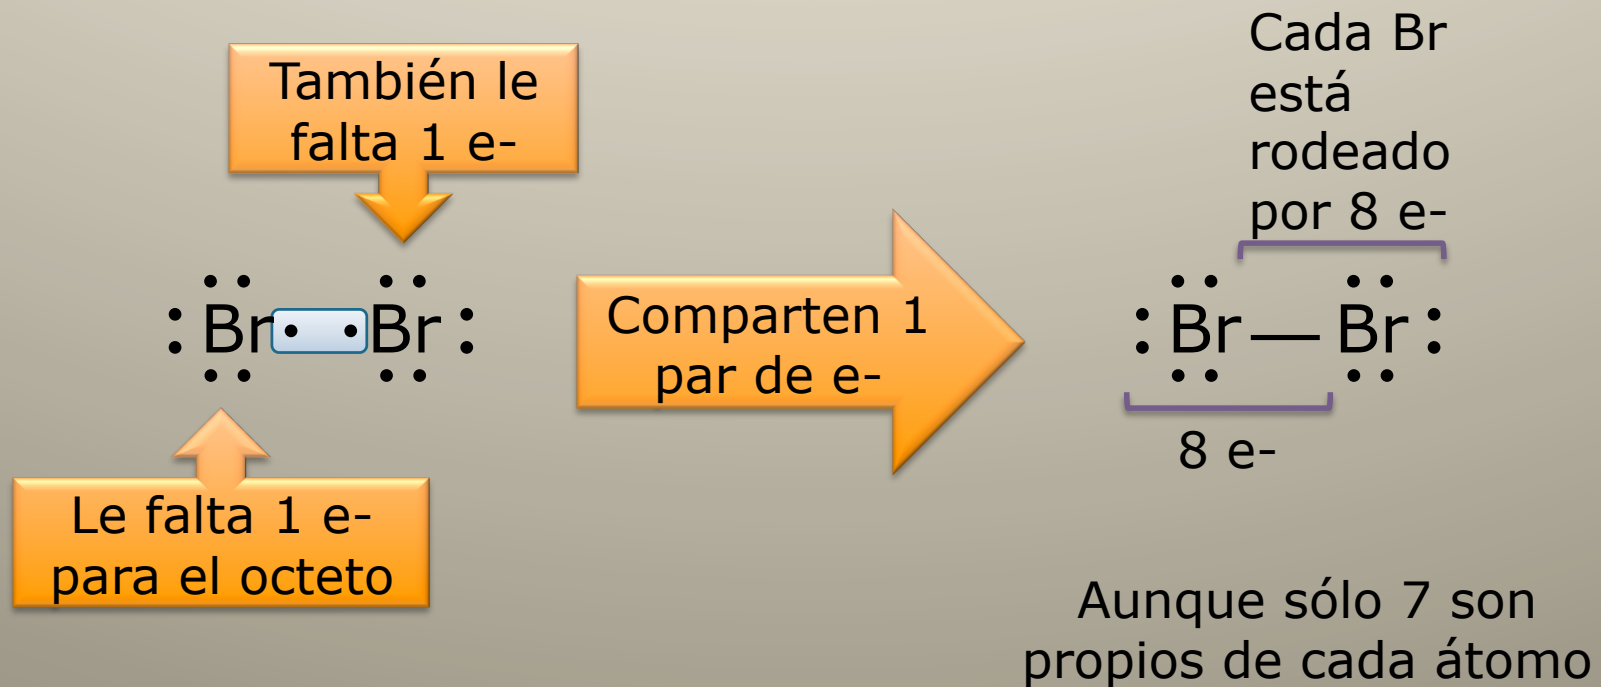 También le
falta 1 e-
Br Br
Le falta 1 e-
para el octeto
Comparten 1
par de e-
Cada Br
está
rodeado
por 8 e-
Br — Br
8 e-
Aunque sólo 7 son
propios de cada átomo